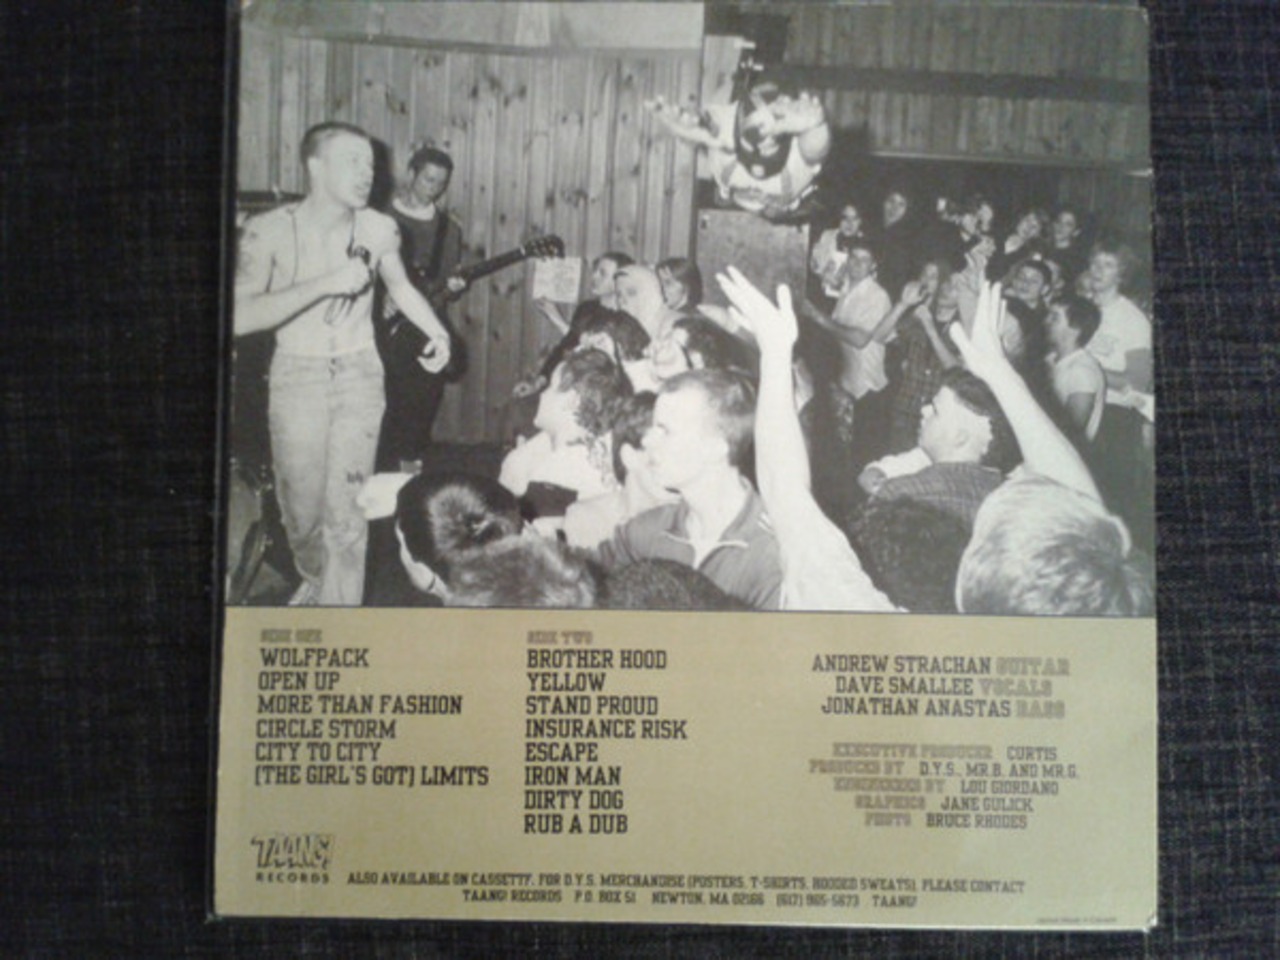 SIDE ONE
WOLFPACK
OPEN UP
MORE THAN FASHION
CIRCLE STORM
CITY TO CITY
(THE GIRL'S GOT) LIMITS
SIDE TWO
BROTHER HOOD
YELLOW
STAND PROUD
INSURANCE RISK
ESCAPE
IRON MAN
DIRTY DOG
RUB A DUB
ANDREW STRACHAN GUITAR
DAVE SMALLEE VOCALS
JONATHAN ANASTAS BASS
EXECUTIVE PRODUCER CURTIS
PRODUCED BY D.Y.S., MR.B. AND MR.G.
ENGINEERED BY LOU GIORDANO
GRAPHICS JANE GULICK
PHOTO BRUCE RHODES
TAANG!
RECORDS
ALSO AVAILABLE ON CASSETTE. FOR D.Y.S. MERCHANDISE (POSTERS, T-SHIRTS, HOODED SWEATS), PLEASE CONTACT
TAANG! RECORDS P.O. BOX 51 NEWTON, MA 02166 (617) 965-5673 TAANG!